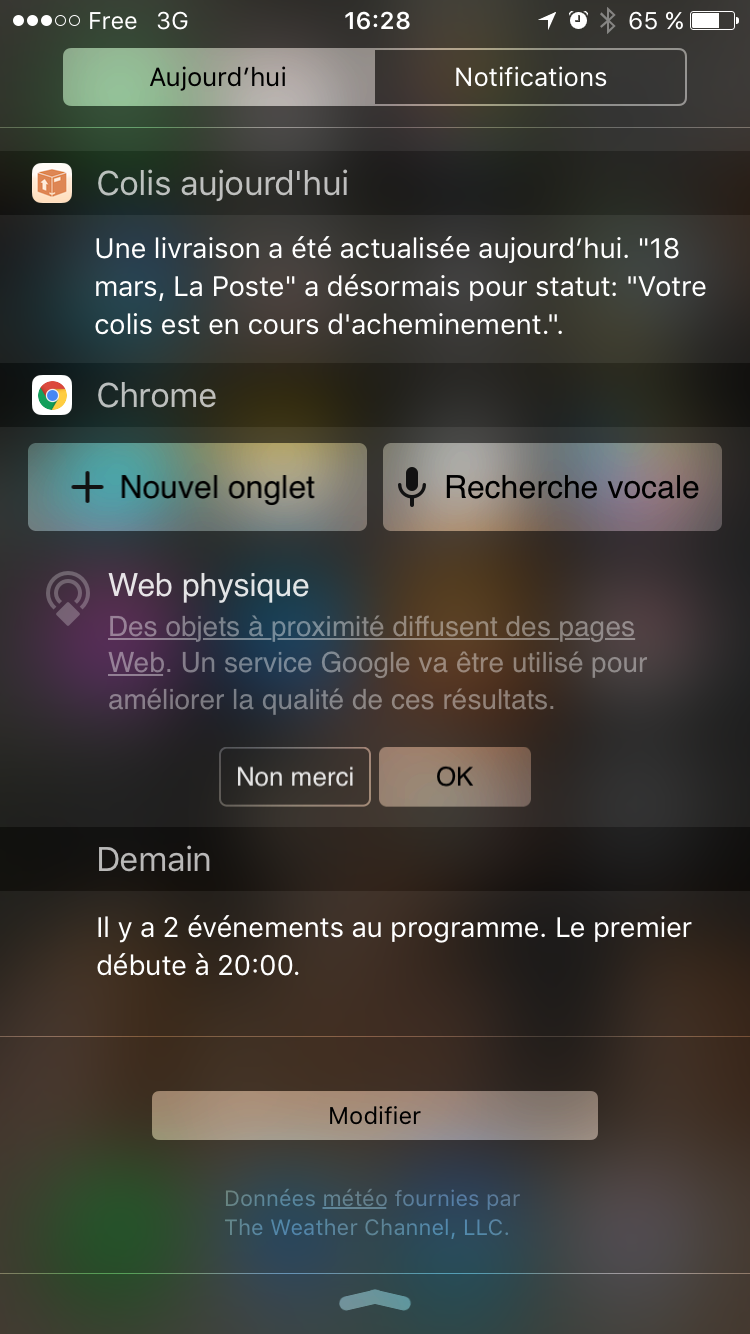 Free 3G 16:28 65 %
Aujourd’hui Notifications
Colis aujourd'hui
Une livraison a été actualisée aujourd’hui. "18
mars, La Poste" a désormais pour statut: "Votre
colis est en cours d'acheminement.".
Chrome
Nouvel onglet Recherche vocale
Web physique
Des objets à proximité diffusent des pages
Web. Un service Google va être utilisé pour
améliorer la qualité de ces résultats.
Non merci OK
Demain
Il y a 2 événements au programme. Le premier
débute à 20:00.
Modifier
Données météo fournies par
The Weather Channel, LLC.